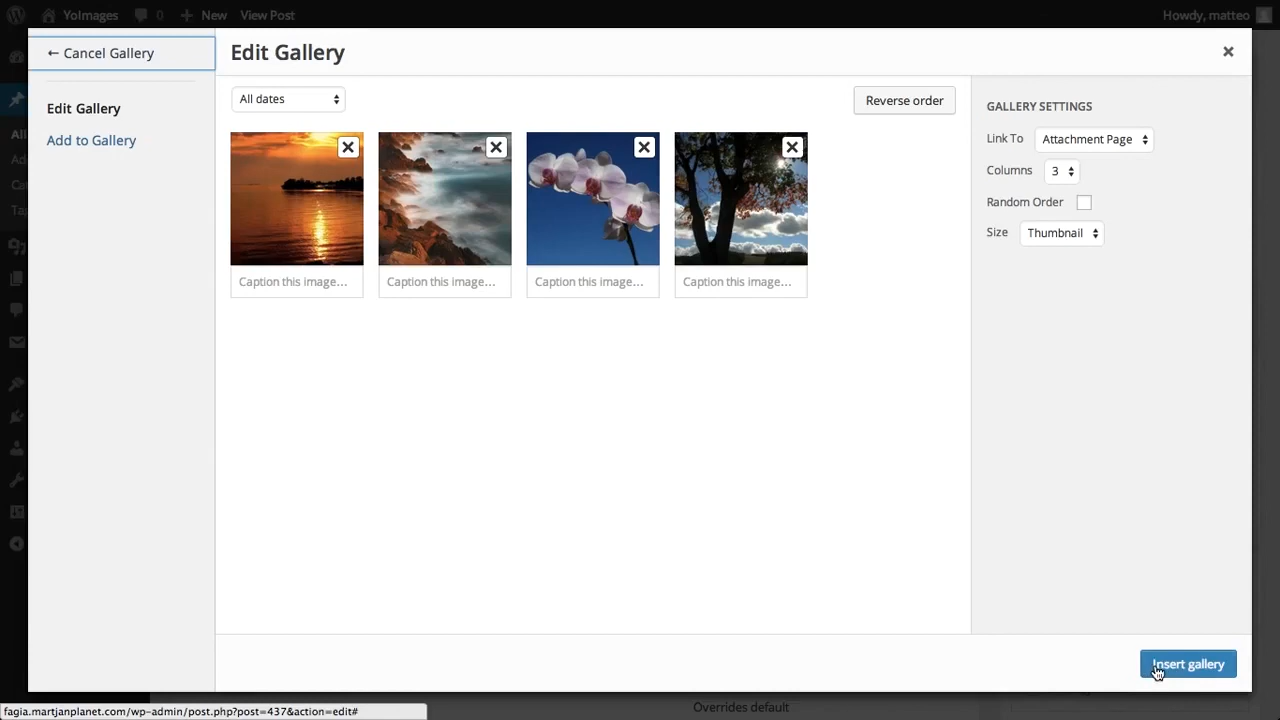 YoImages
0
New
View Post
Howdy, matteo
← Cancel Gallery
Edit Gallery
Add to Gallery
Edit Gallery
All dates
Reverse order
Caption this image...
Caption this image...
Caption this image...
Caption this image...
GALLERY SETTINGS
Link To Attachment Page
Columns 3
Random Order
Size Thumbnail
Insert gallery
All
Overrides default
fagia.martjanplanet.com/wp-admin/post.php?post=437&action=edit#